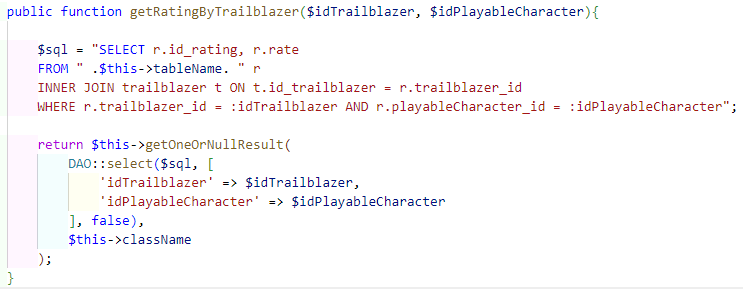 public function getRatingByTrailblazer($idTrailblazer, $idPlayableCharacter){
$sql = "SELECT r.id_rating, r.rate
FROM " .$this->tableName. " r
INNER JOIN trailblazer t ON t.id_trailblazer = r.trailblazer_id
WHERE r.trailblazer_id = :idTrailblazer AND r.playableCharacter_id = :idPlayableCharacter";
return $this->getOneOrNullResult(
DAO::select($sql, [
'idTrailblazer' => $idTrailblazer,
'idPlayableCharacter' => $idPlayableCharacter
], false),
$this->className
);
}